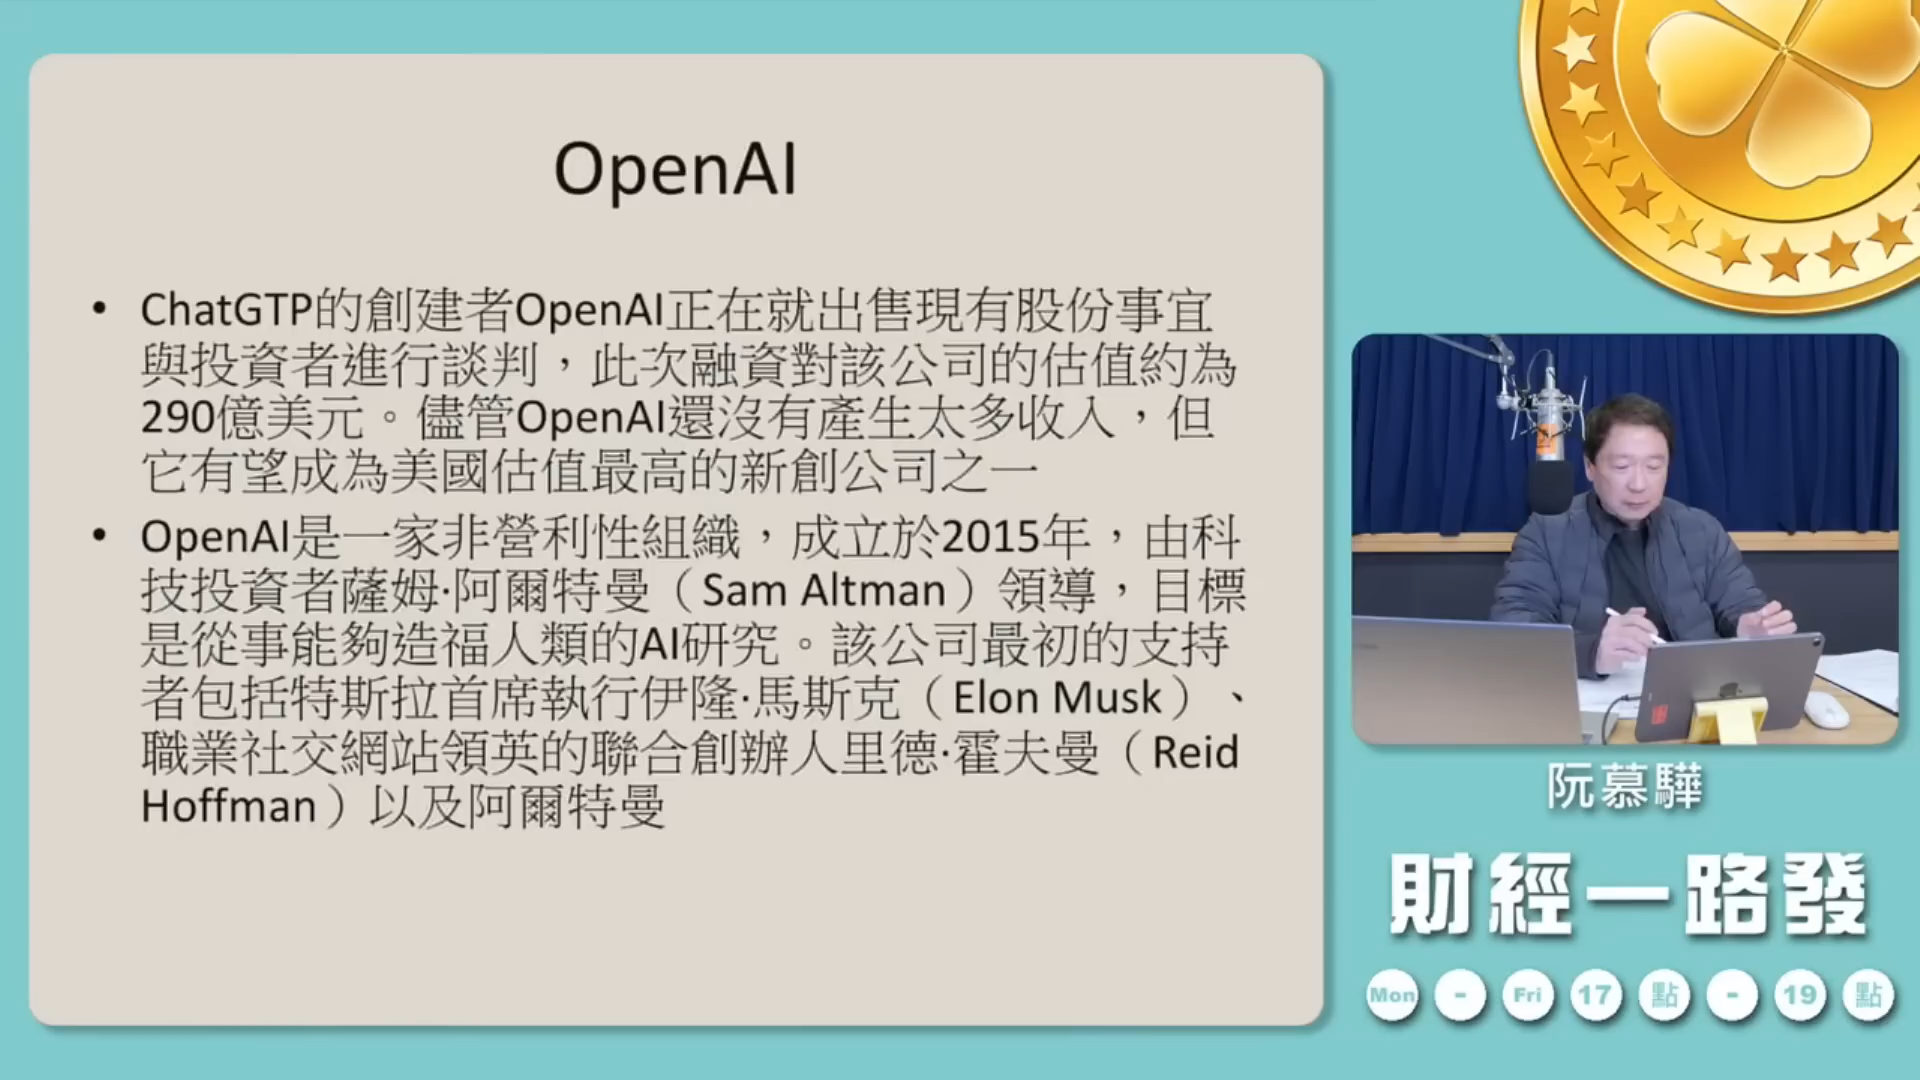 OpenAI
• ChatGTP的創建者OpenAI正在就出售現有股份事宜
與投資者進行談判，此次融資對該公司的估值約為
290億美元。儘管OpenAI還沒有產生太多收入，但
它有望成為美國估值最高的新創公司之一
• OpenAI是一家非營利性組織，成立於2015年，由科
技投資者薩姆·阿爾特曼（Sam Altman）領導，目標
是從事能夠造福人類的AI研究。該公司最初的支持
者包括特斯拉首席執行伊隆·馬斯克（Elon Musk）、
職業社交網站領英的聯合創辦人里德·霍夫曼（Reid
Hoffman）以及阿爾特曼
阮慕驊
財經一路發
Mon - Fri 17點 - 19點